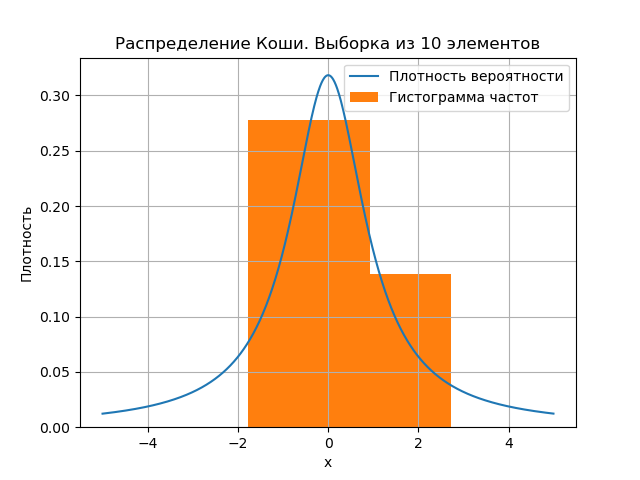 Распределение Коши. Выборка из 10 элементов
Плотность вероятности
Гистограмма частот
Плотность
0.30
0.25
0.20
0.15
0.10
0.05
0.00
−4
−2
0
2
4
x